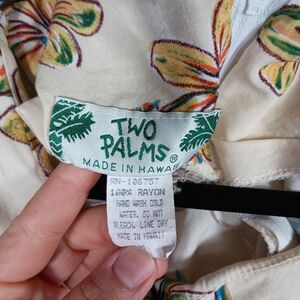 TWO
PALMS®
MADE IN HAWAII
RN-106757
100% RAYON
HAND WASH COLD
WATER. DO NOT
BLEACH. LINE DRY
MADE IN HAWAII